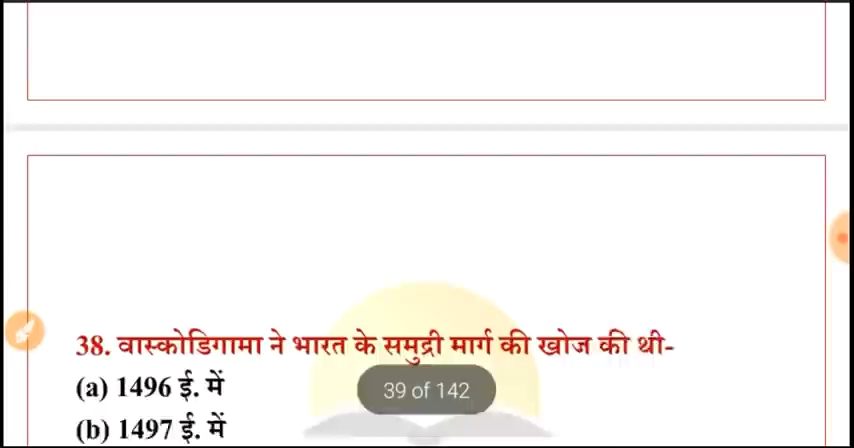 38. वास्कोडिगामा ने भारत के समुद्री मार्ग की खोज की थी-
(a) 1496 ई. में
39 of 142
(b) 1497 ई. में